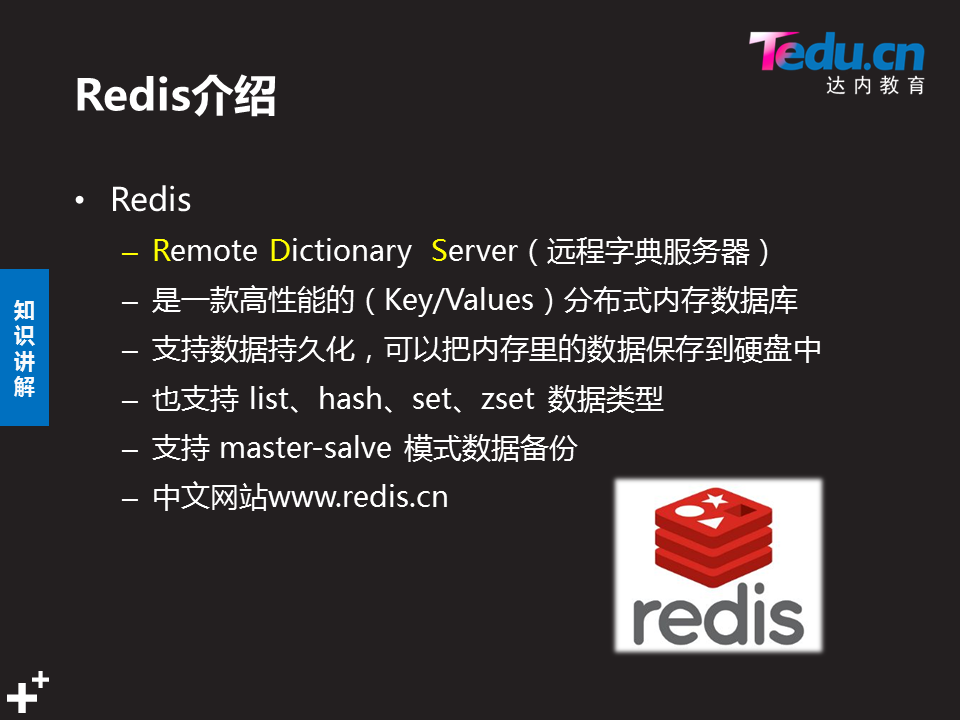 Tedu.cn
达内教育
Redis介绍
• Redis
– Remote Dictionary Server（远程字典服务器）
– 是一款高性能的（Key/Values）分布式内存数据库
– 支持数据持久化，可以把内存里的数据保存到硬盘中
– 也支持 list、hash、set、zset 数据类型
– 支持 master-salve 模式数据备份
– 中文网站www.redis.cn
知识讲解
redis